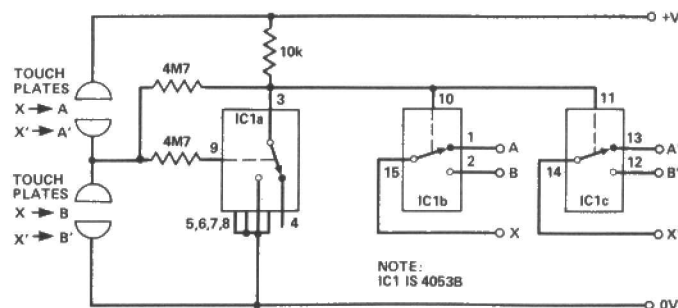 +V
10k
TOUCH
PLATES
X → A
X' → A'
4M7
3
IC1a
4M7
9
TOUCH
PLATES
X → B
X' → B'
5,6,7,8
4
10
1
A
2
B
15
IC1b
X
11
13
A'
12
B'
14
IC1c
X'
NOTE:
IC1 IS 4053B
0V